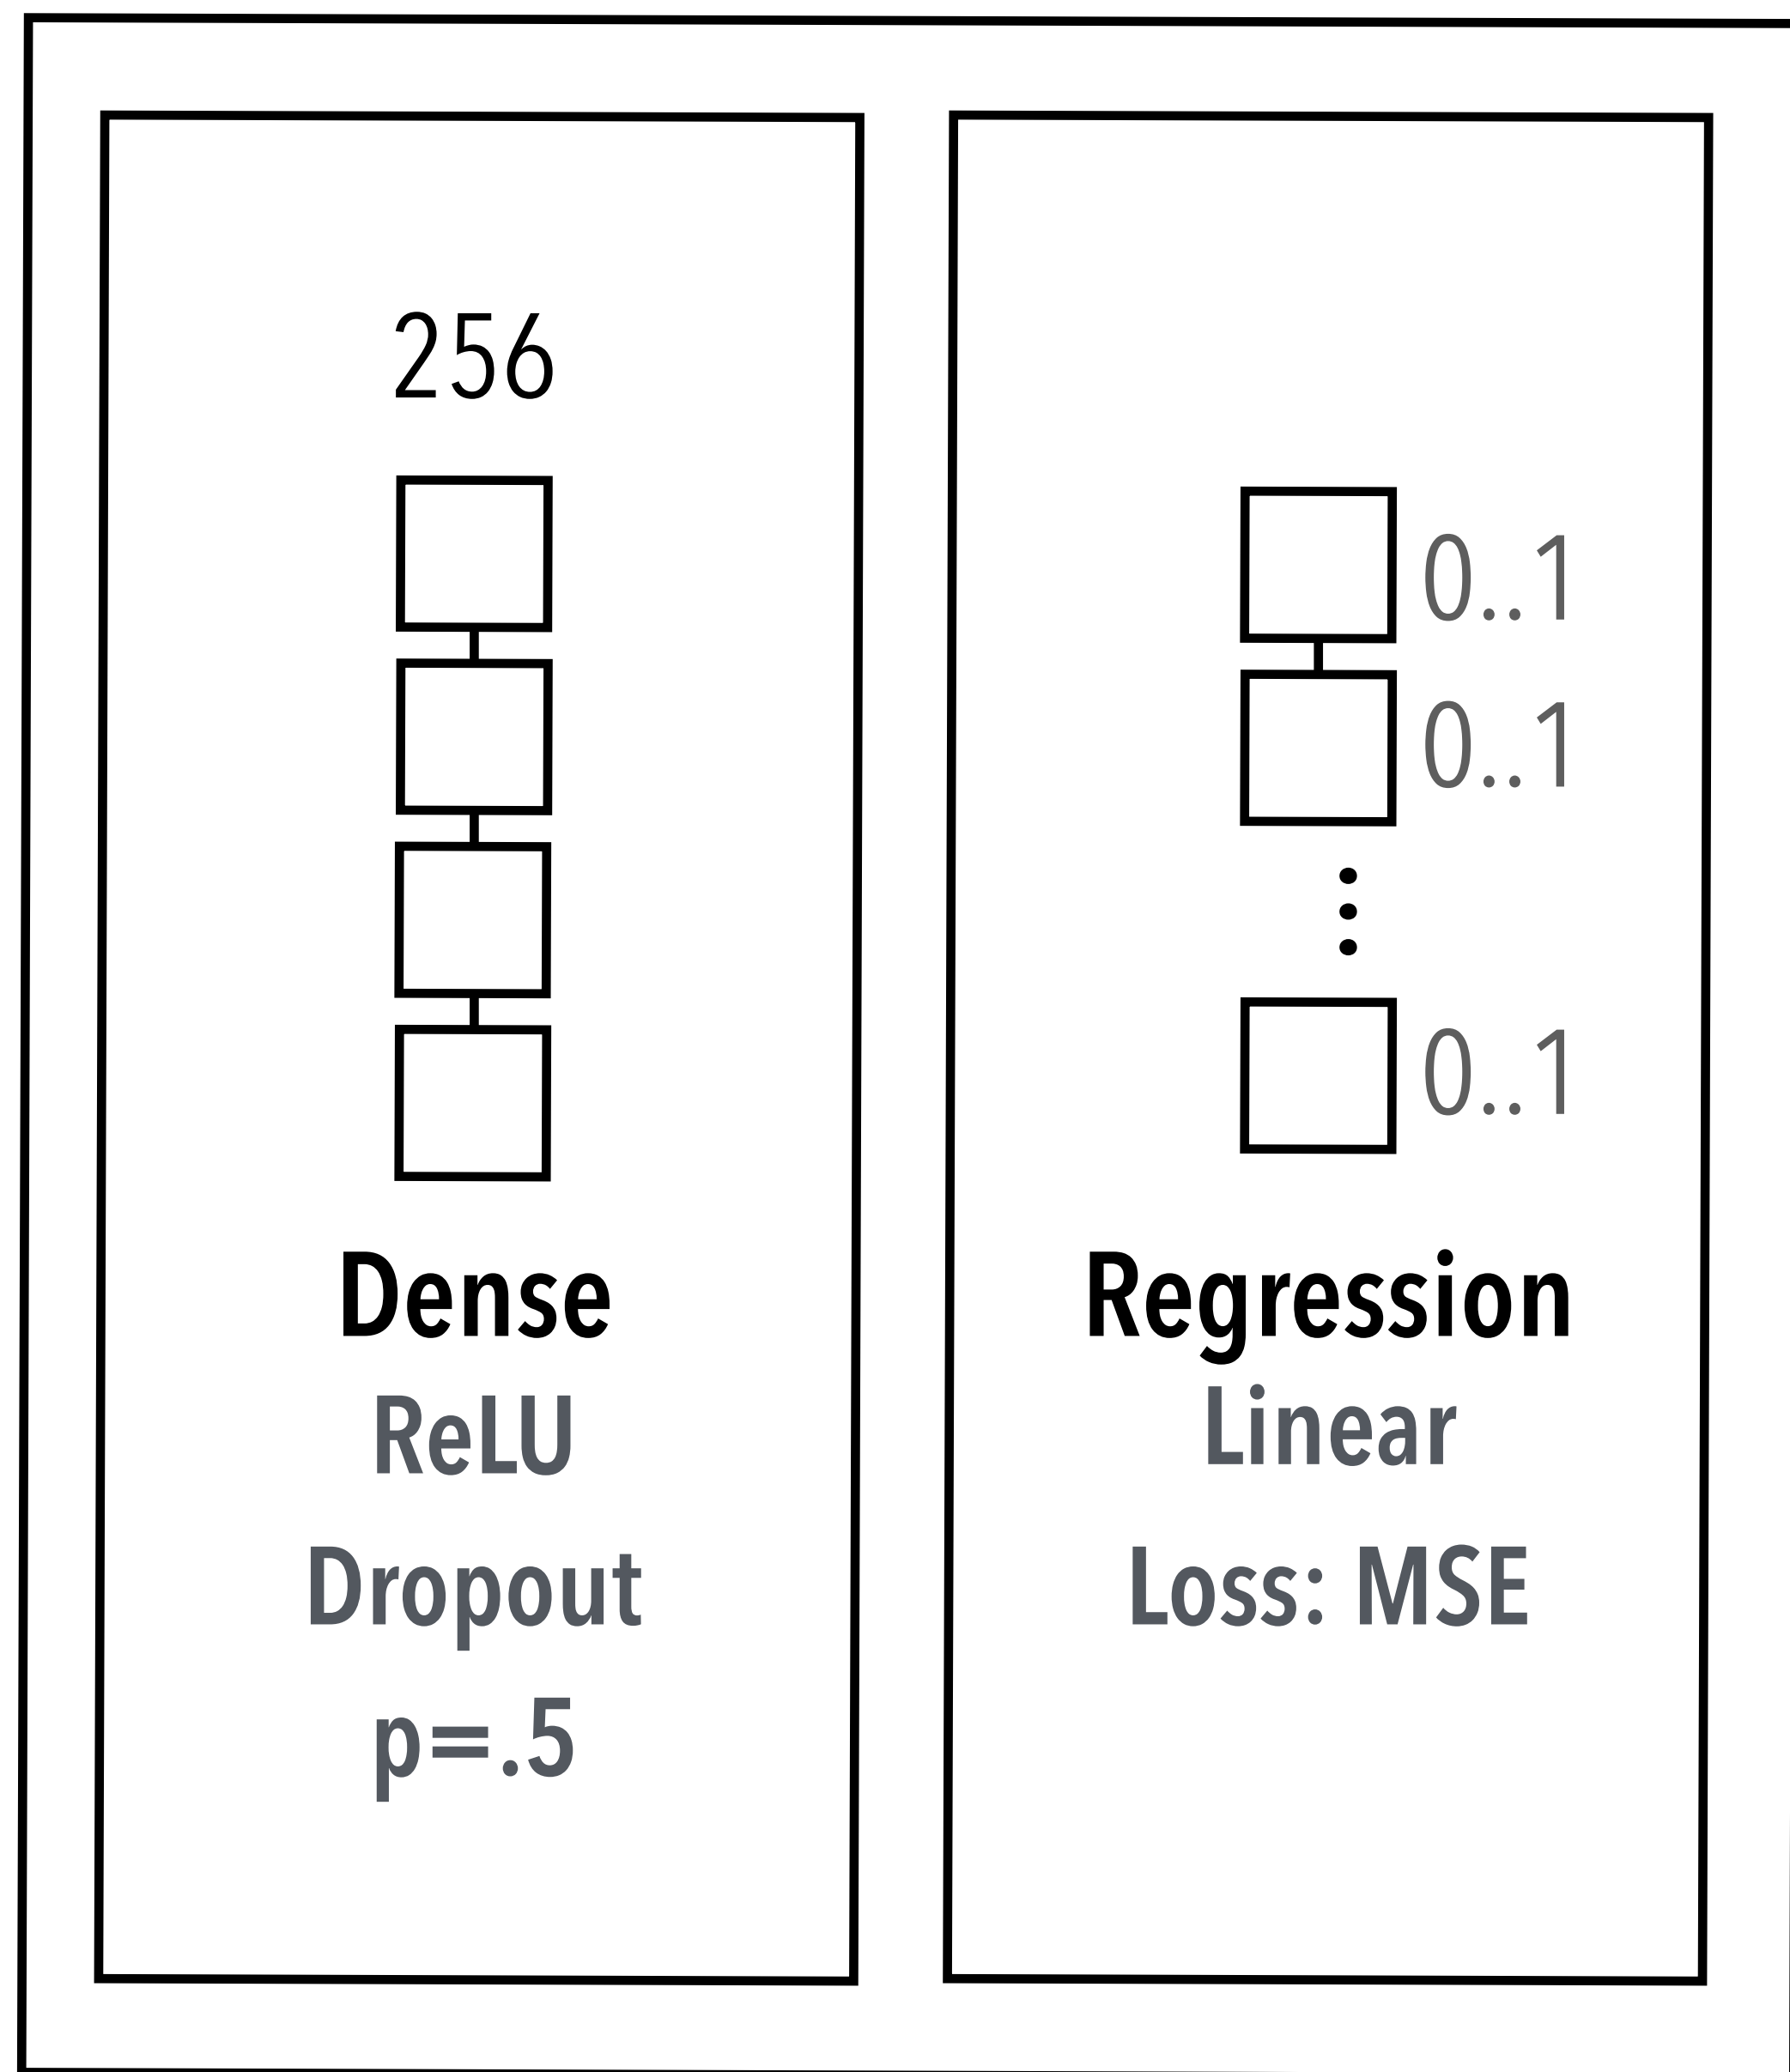 256
Dense
ReLU
Dropout
p=.5
0..1
0..1
0..1
Regression
Linear
Loss: MSE